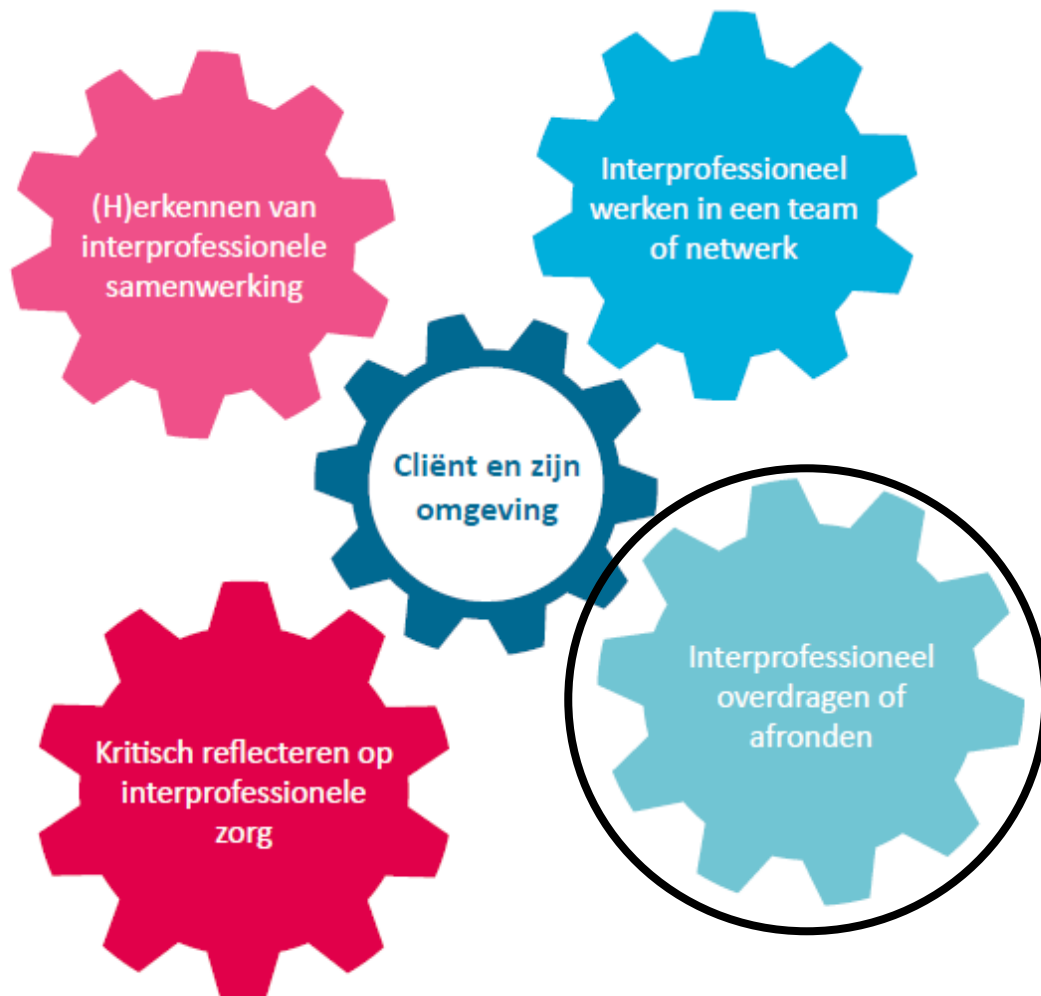 (H)erkennen van
interprofessionele
samenwerking
Interprofessioneel
werken in een team
of netwerk
Cliënt en zijn
omgeving
Interprofessioneel
overdragen of
afronden
Kritisch reflecteren op
interprofessionele
zorg